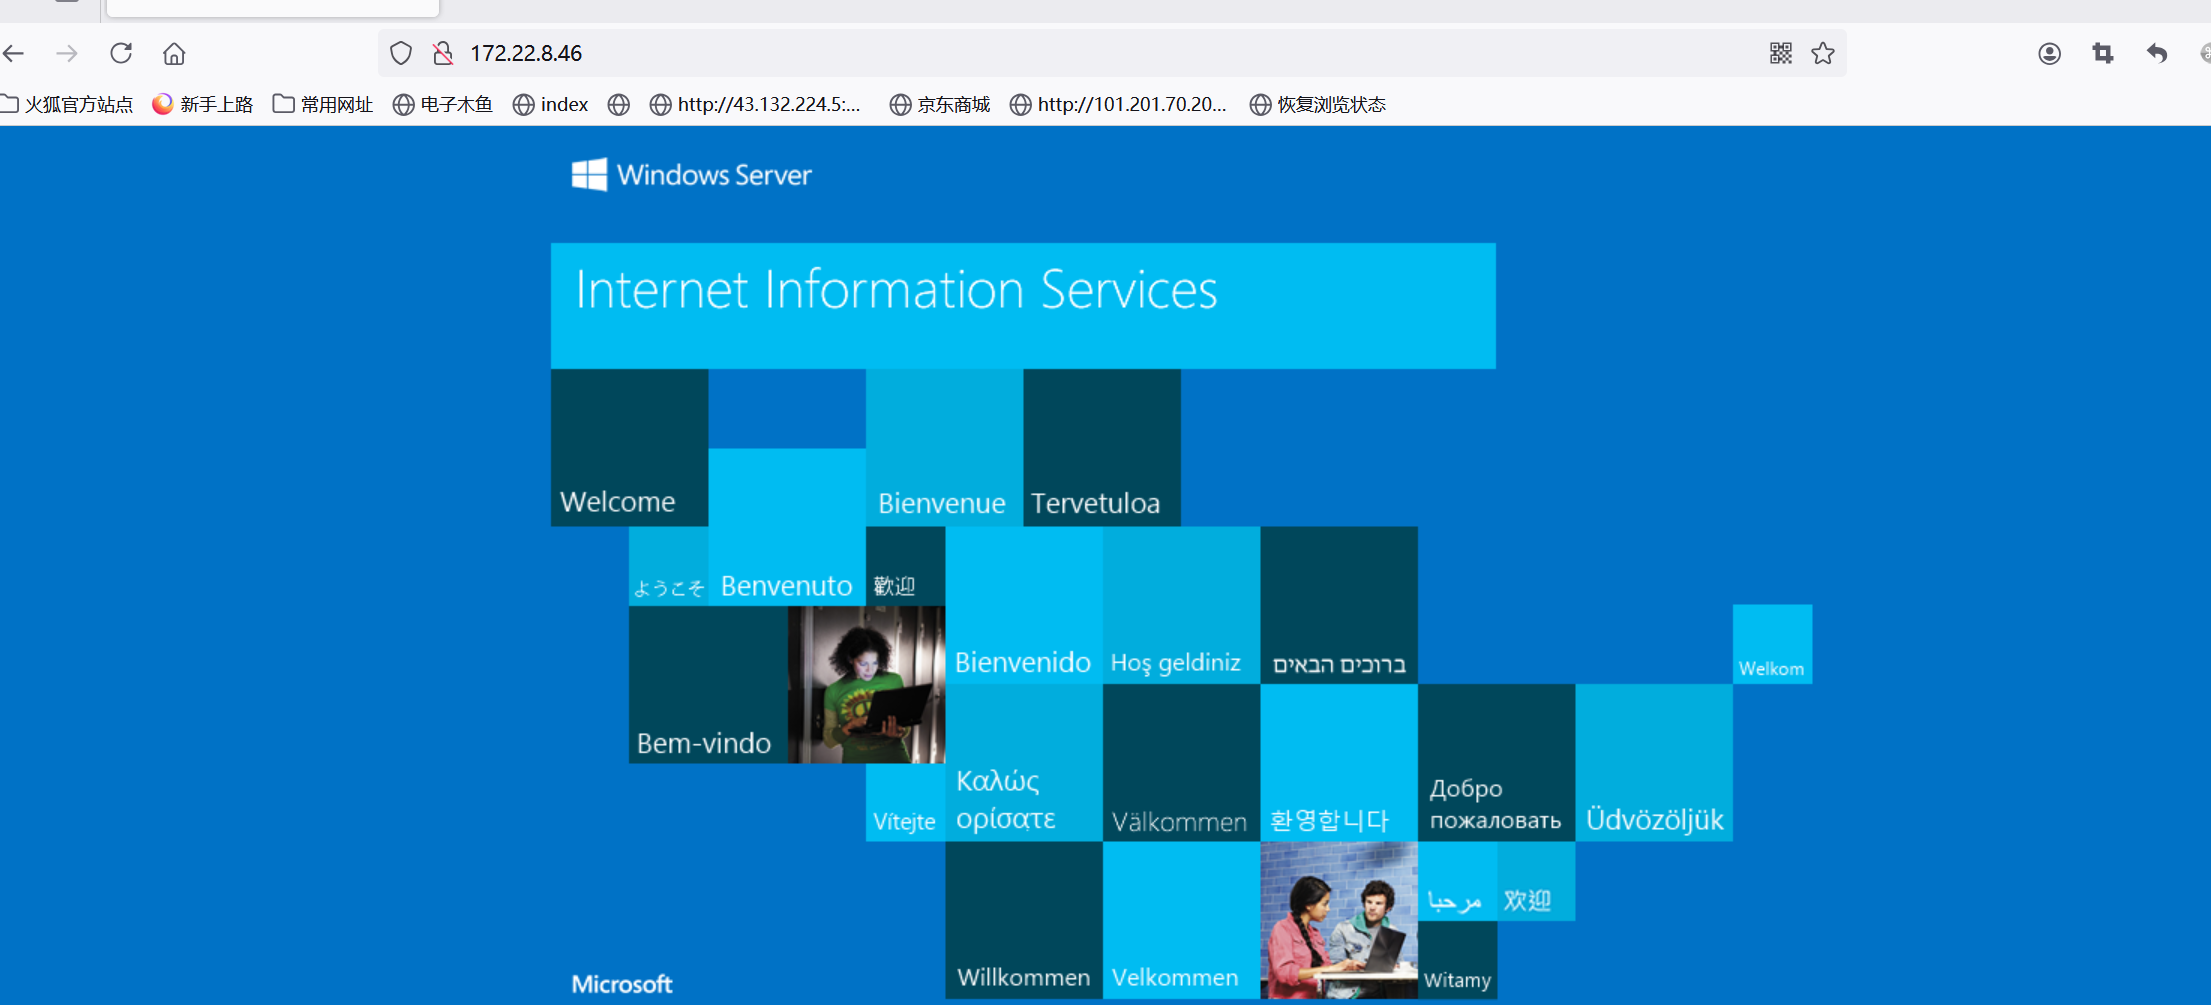 172.22.8.46
火狐官方站点 新手上路 常用网址 电子木鱼 index http://43.132.224.5:... 京东商城 http://101.201.70.20... 恢复浏览状态
Windows Server
Internet Information Services
Welcome
Bienvenue
Tervetuloa
ようこそ
Benvenuto
歡迎
Bienvenido
Hoş geldiniz
ברוכים הבאים
Welkom
Bem-vindo
Vítejte
Καλώς
ορίσατε
Välkommen
환영합니다
Добро
пожаловать
Üdvözöljük
مرحبا
欢迎
Willkommen
Velkommen
Witamy
Microsoft